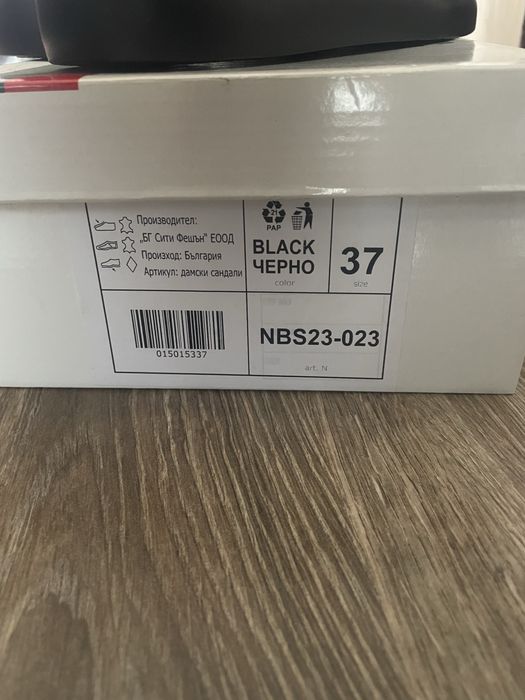 Производител:
„БГ Сити Фешън" ЕООД
Произход: България
Артикул: дамски сандали
21
PAP
BLACK
ЧЕРНО
color
37
size
015015337
NBS23-023
art. N